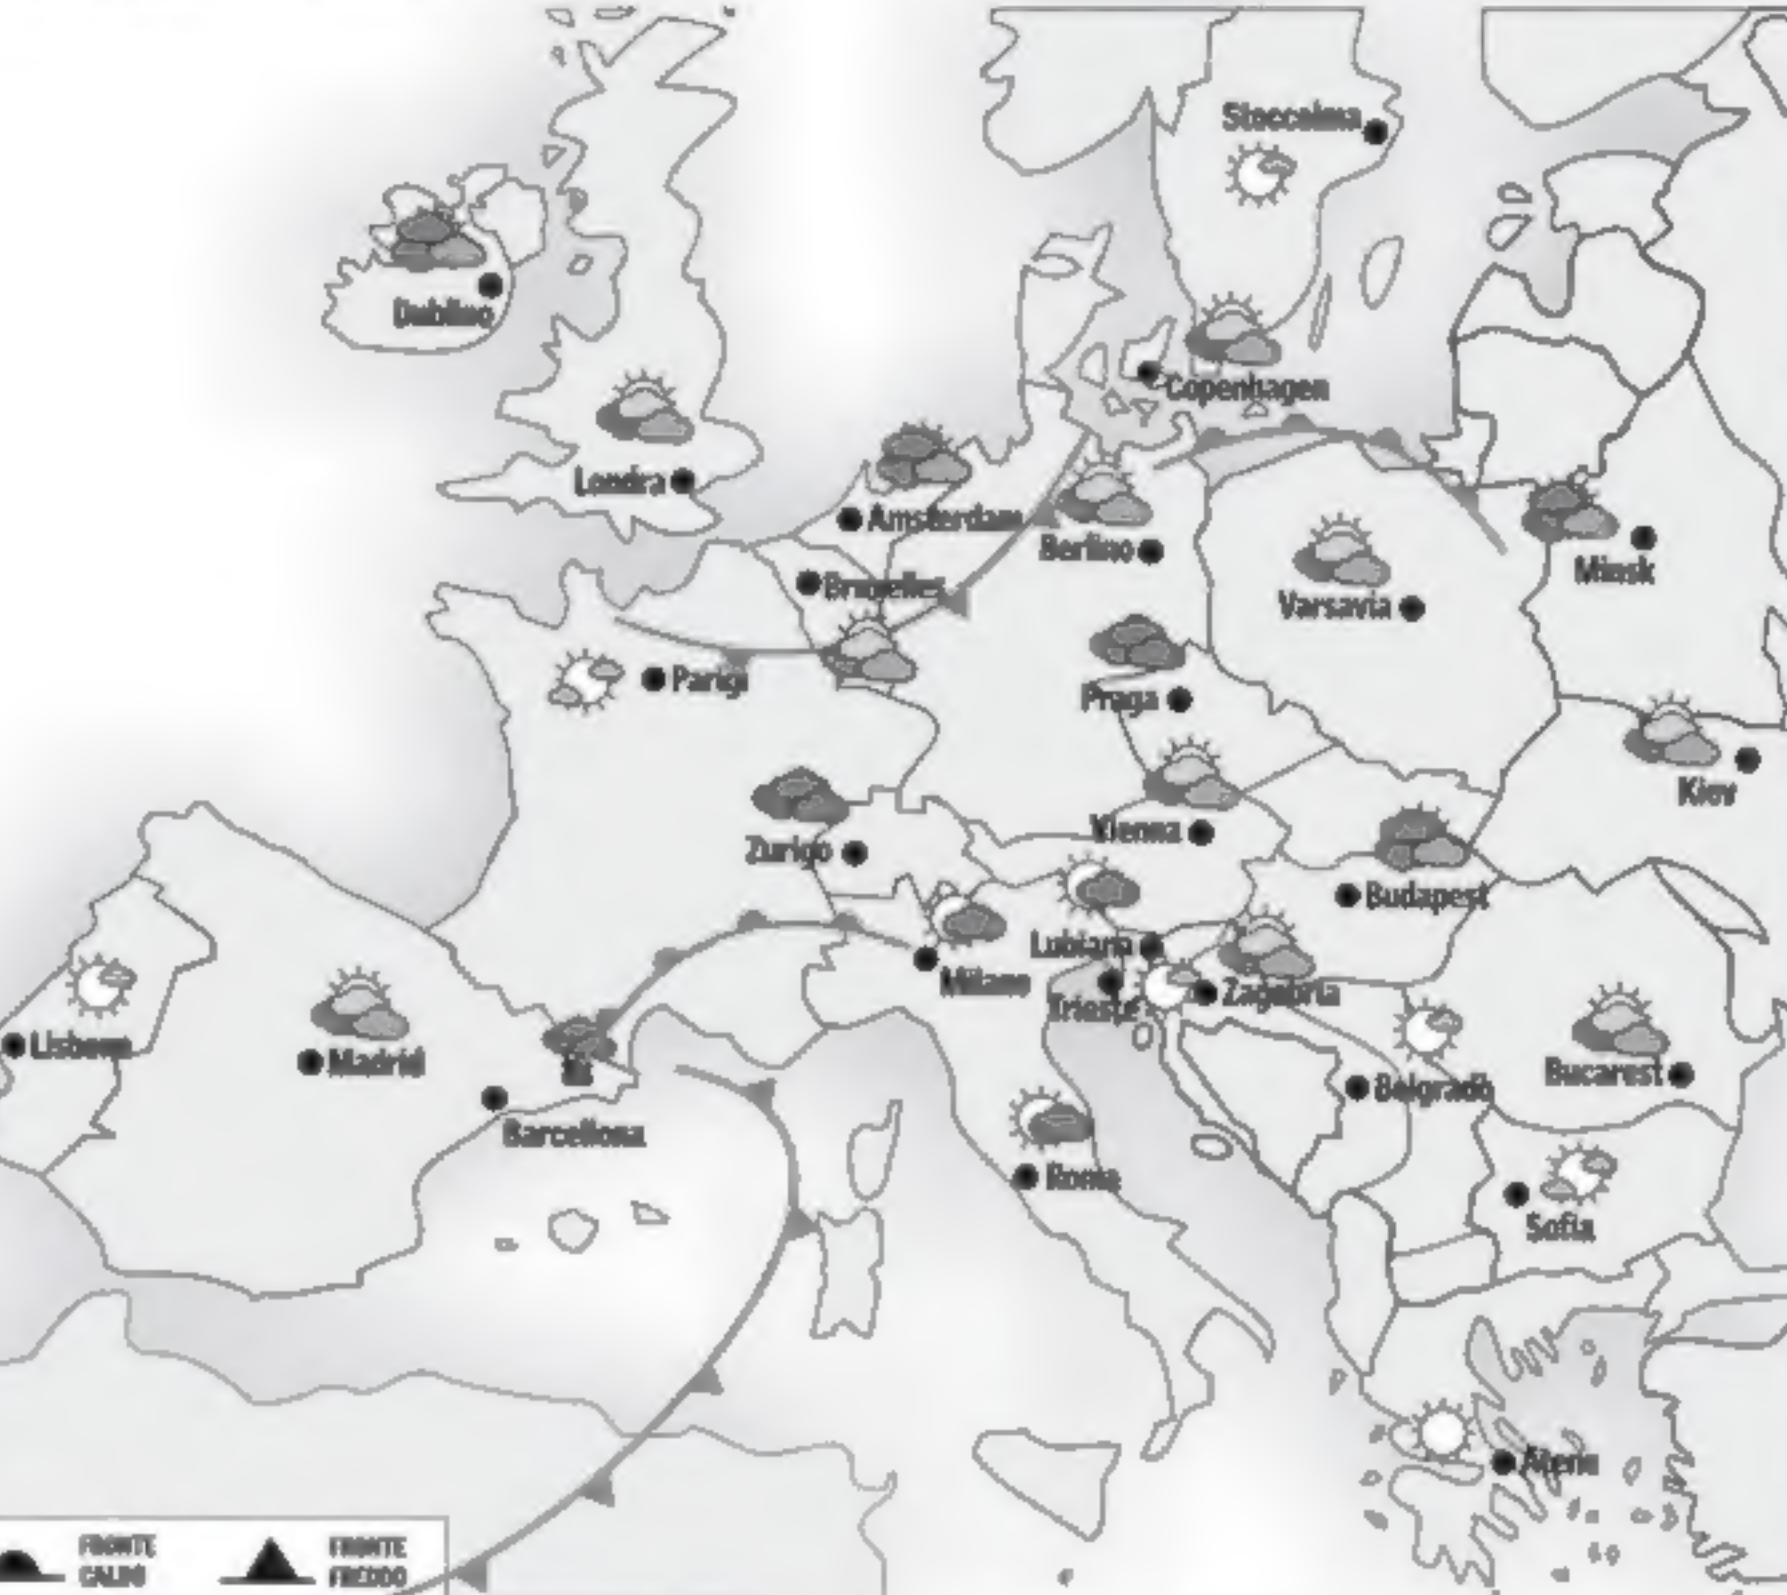 Stoccolma
Dublino
Copenhagen
Londra
Amsterdam
Berlino
Minsk
Bruxelles
Varsavia
Parigi
Praga
Kiev
Vienna
Zurigo
Budapest
Lubiana
Milano
Trieste
Zagabria
Lisbona
Madrid
Belgrado
Bucarest
Barcellona
Roma
Sofia
Atene
FRONTE
CALDO
FRONTE
FREDDO